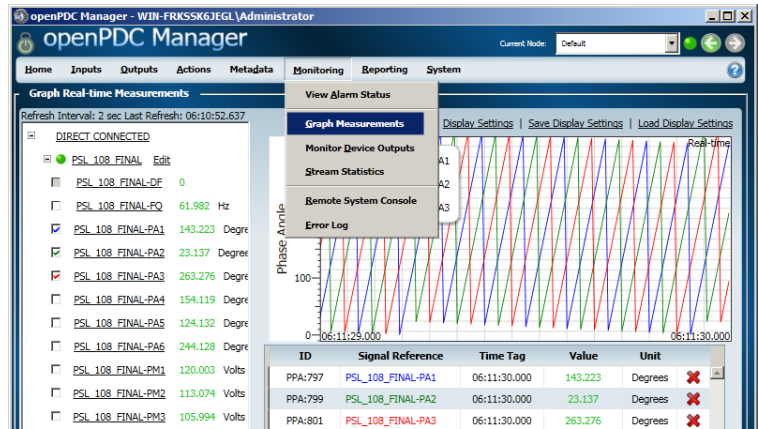 openPDC Manager - WIN-FRKSSK6JEGL\Administrator
openPDC Manager
Current Node: Default
Home Inputs Outputs Actions Metadata Monitoring Reporting System
Graph Real-time Measurements
View Alarm Status
Graph Measurements
Monitor Device Outputs
Stream Statistics
Remote System Console
Error Log
Refresh Interval: 2 sec Last Refresh: 06:10:52.637
Display Settings | Save Display Settings | Load Display Settings
DIRECT CONNECTED
PSL_108_FINAL Edit
PSL_108_FINAL-DF 0
PSL_108_FINAL-FQ 61.982 Hz
PSL_108_FINAL-PA1 143.223 Degre
PSL_108_FINAL-PA2 23.137 Degree
PSL_108_FINAL-PA3 263.276 Degre
PSL_108_FINAL-PA4 154.119 Degre
PSL_108_FINAL-PA5 124.132 Degre
PSL_108_FINAL-PA6 244.128 Degre
PSL_108_FINAL-PM1 120.003 Volts
PSL_108_FINAL-PM2 113.074 Volts
PSL_108_FINAL-PM3 105.994 Volts
Real-time
A1
A2
A3
Phase Angle
100
0
06:11:29.000 06:11:30.000
ID Signal Reference Time Tag Value Unit
PPA:797 PSL_108_FINAL-PA1 06:11:30.000 143.223 Degrees
PPA:799 PSL_108_FINAL-PA2 06:11:30.000 23.137 Degrees
PPA:801 PSL_108_FINAL-PA3 06:11:30.000 263.276 Degrees